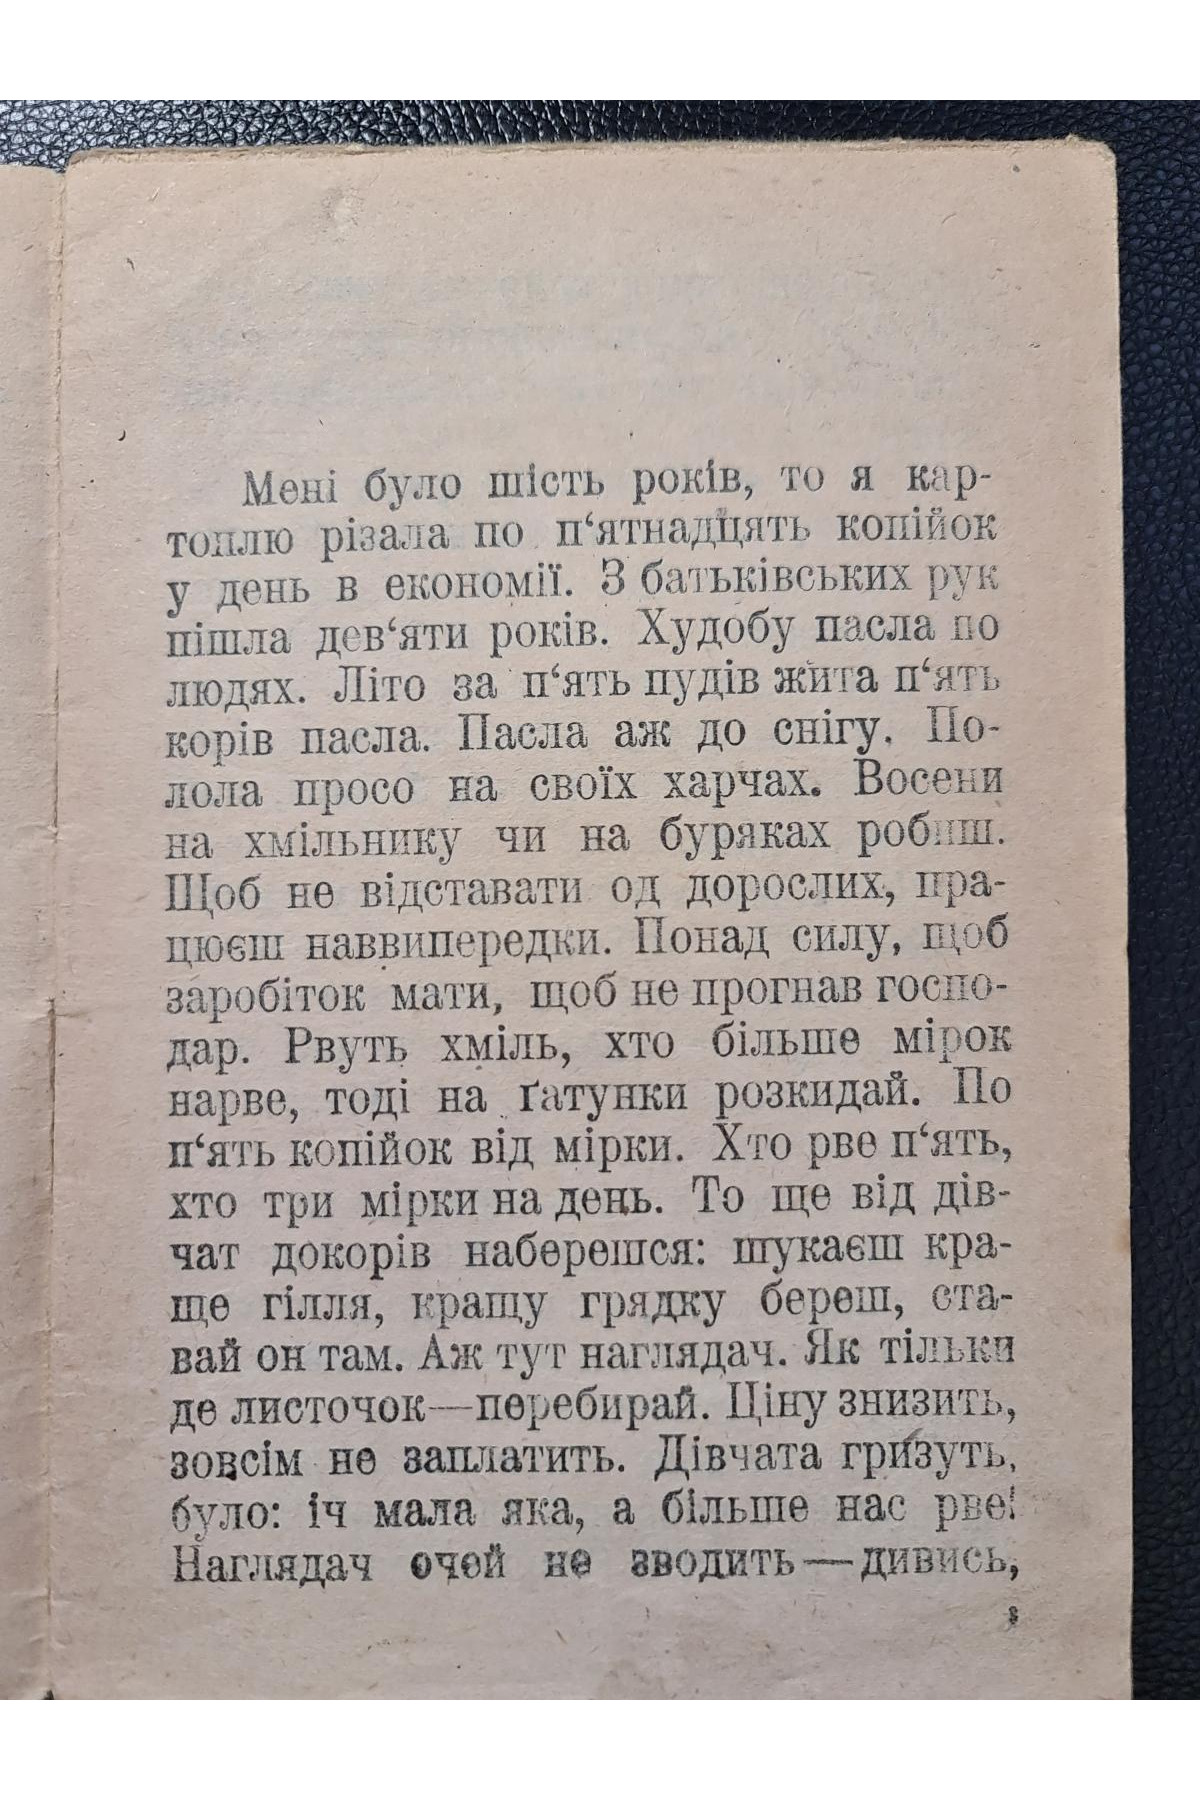 Мені було шість років, то я кар-
топлю різала по п‘ятнадцять копійок
у день в економії. З батьківських рук
пішла дев‘яти років. Худобу пасла по
людях. Літо за п‘ять пудів жита п‘ять
корів пасла. Пасла аж до снігу. По-
лола просо на своїх харчах. Восени
на хмільнику чи на буряках робиш.
Щоб не відставати од дорослих, пра-
цюєш наввипередки. Понад силу, щоб
заробіток мати, щоб не прогнав госпо-
дар. Рвуть хміль, хто більше мірок
нарве, тоді на ґатунки розкидай. По
п‘ять копійок від мірки. Хто рве п‘ять,
хто три мірки на день. То ще від дів-
чат докорів наберешся: шукаєш кра-
ще гілля, кращу грядку береш, ста-
вай он там. Аж тут наглядач. Як тільки
де листочок—перебирай. Ціну знизить,
зовсім не заплатить. Дівчата гризуть,
було: іч мала яка, а більше нас рве!
Наглядач очей не зводить—дивись,
3